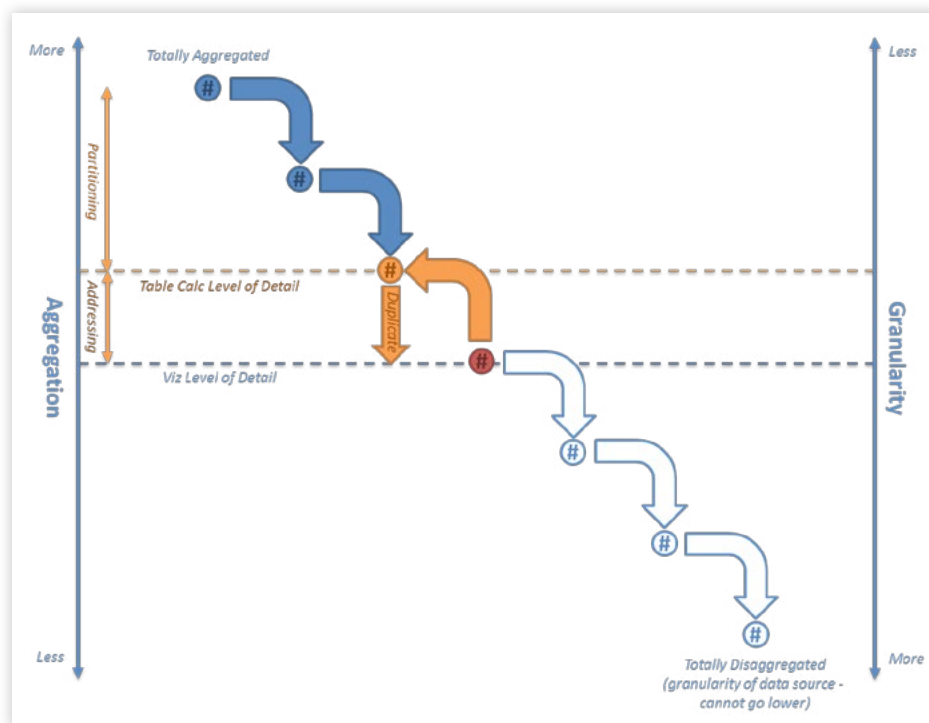 More
Totally Aggregated
Less
#
Partitioning
#
#
Table Calc Level of Detail
Addressing
Duplicate
Aggregation
Granularity
#
Viz Level of Detail
#
#
#
Less
Totally Disaggregated
(granularity of data source -
cannot go lower)
More